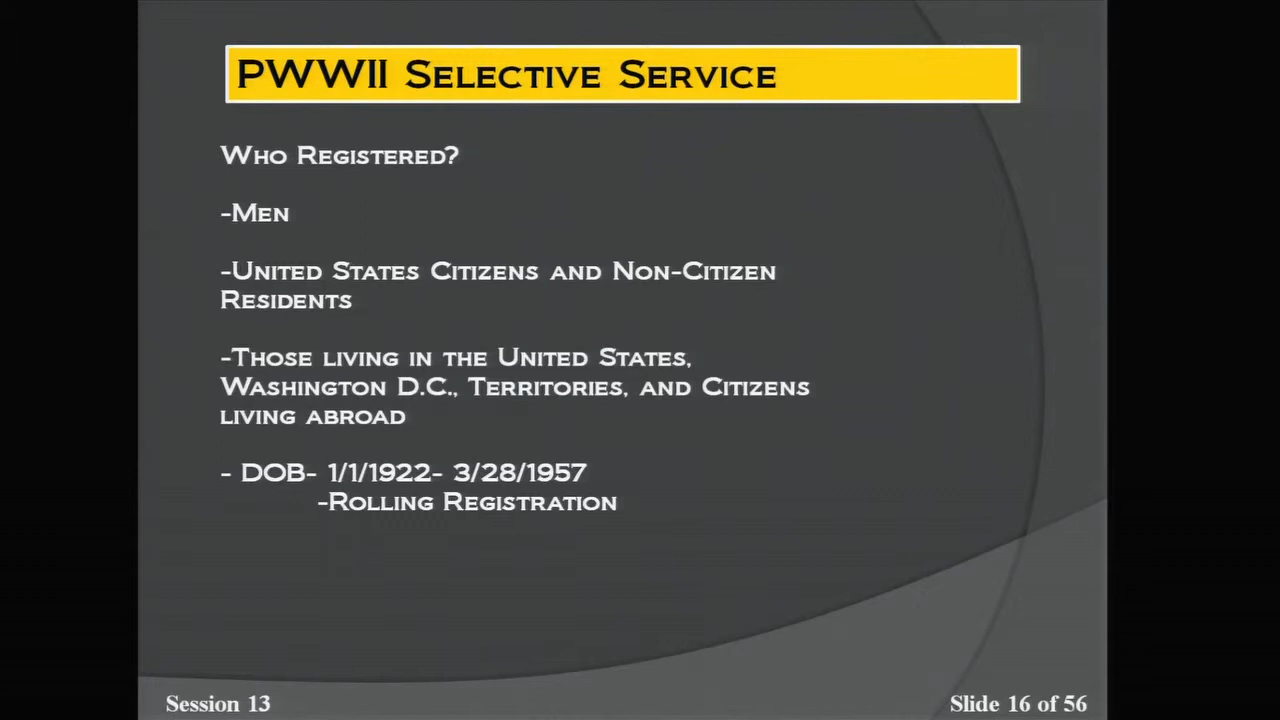 PWWII Selective Service
Who Registered?
-Men
-United States Citizens and Non-Citizen
Residents
-Those living in the United States,
Washington D.C., Territories, and Citizens
living abroad
- DOB- 1/1/1922- 3/28/1957
-Rolling Registration
Session 13
Slide 16 of 56